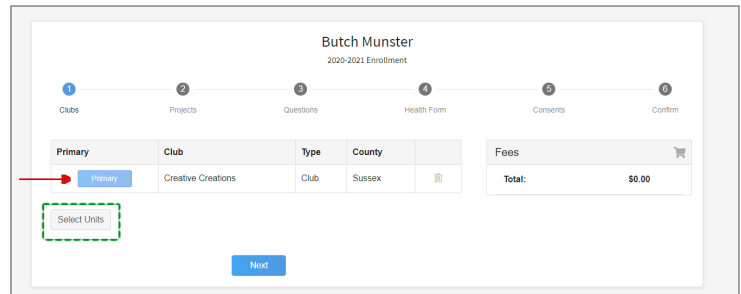 Butch Munster
2020-2021 Enrollment
1 2 3 4 5 6
Clubs Projects Questions Health Form Consents Confirm
Primary Club Type County
Primary Creative Creations Club Sussex
Select Units
Next
Fees
Total: $0.00